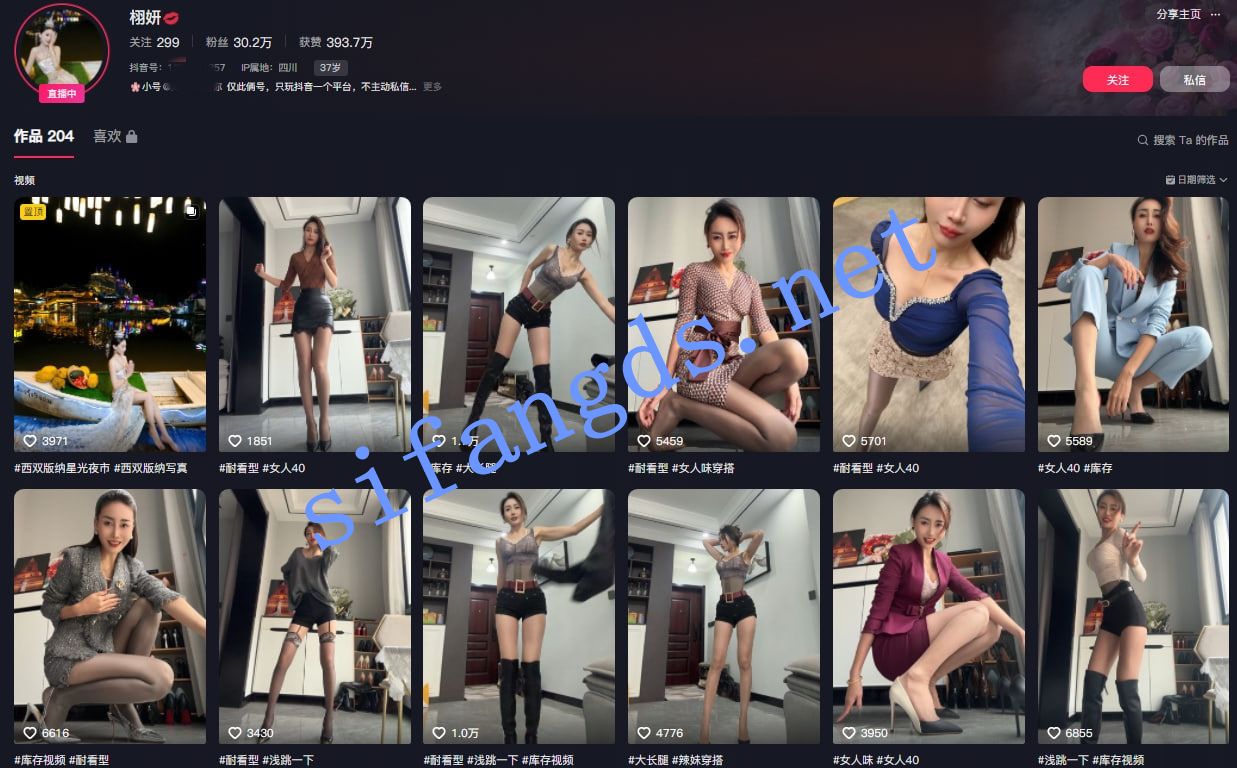 栩妍💋
分享主页 ···
关注 299 粉丝 30.2万 获赞 393.7万
抖音号: 257 IP属地: 四川 37岁
🌸小号 仅此俩号,只玩抖音一个平台,不主动私信... 更多
关注 私信
直播中
作品 204 喜欢
搜索 Ta 的作品
视频
日期筛选
置顶
3971
1851
5459
5701
5589
#西双版纳星光夜市 #西双版纳写真
#耐看型 #女人40
#耐看型 #女人味穿搭
#耐看型 #女人40
#女人40 #库存
sifangds.net
6616
3430
1.0万
4776
3950
6855
#库存视频 #耐看型
#耐看型 #浅跳一下
#耐看型 #浅跳一下 #库存视频
#大长腿 #辣妹穿搭
#女人味 #女人40
#浅跳一下 #库存视频